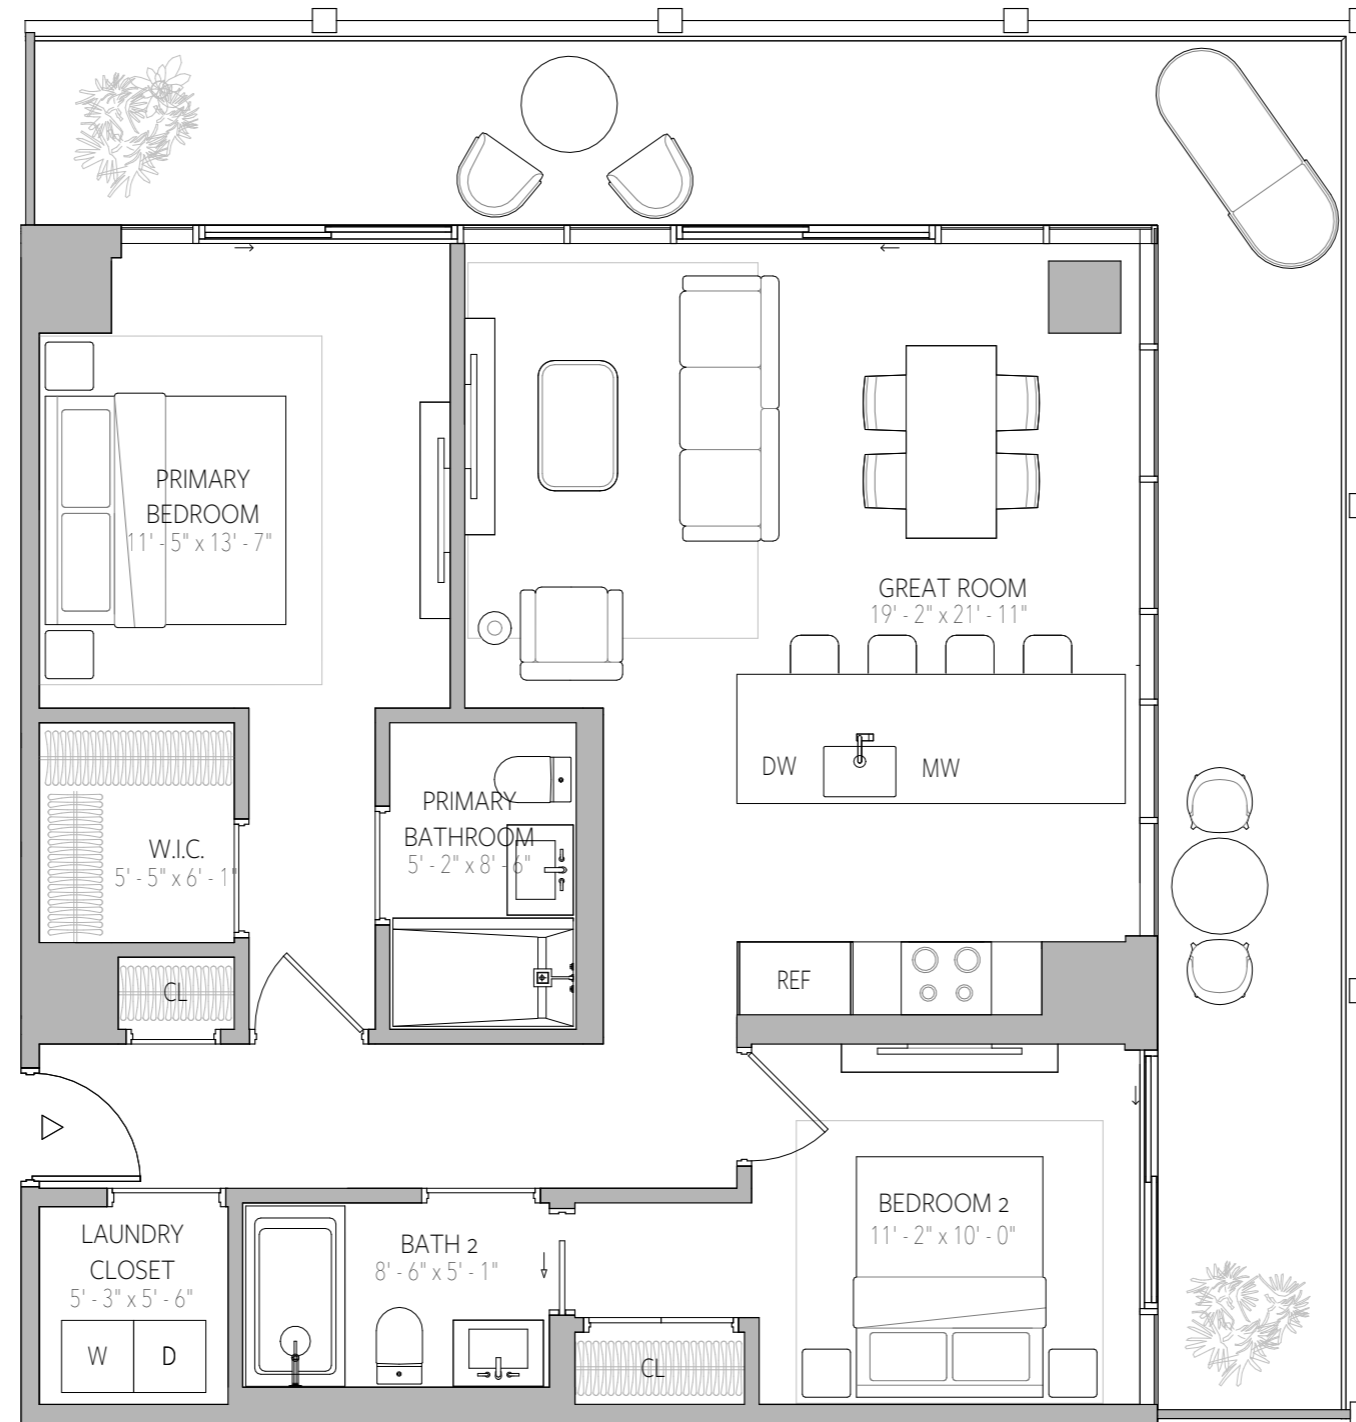 PRIMARY
BEDROOM
11' - 5" x 13' - 7"
GREAT ROOM
19' - 2" x 21' - 11"
DW
MW
PRIMARY
BATHROOM
5' - 2" x 8' - 6"
W.I.C.
5' - 5" x 6' - 1"
CL
REF
BEDROOM 2
11' - 2" x 10' - 0"
LAUNDRY
CLOSET
5' - 3" x 5' - 6"
W
D
BATH 2
8' - 6" x 5' - 1"
CL